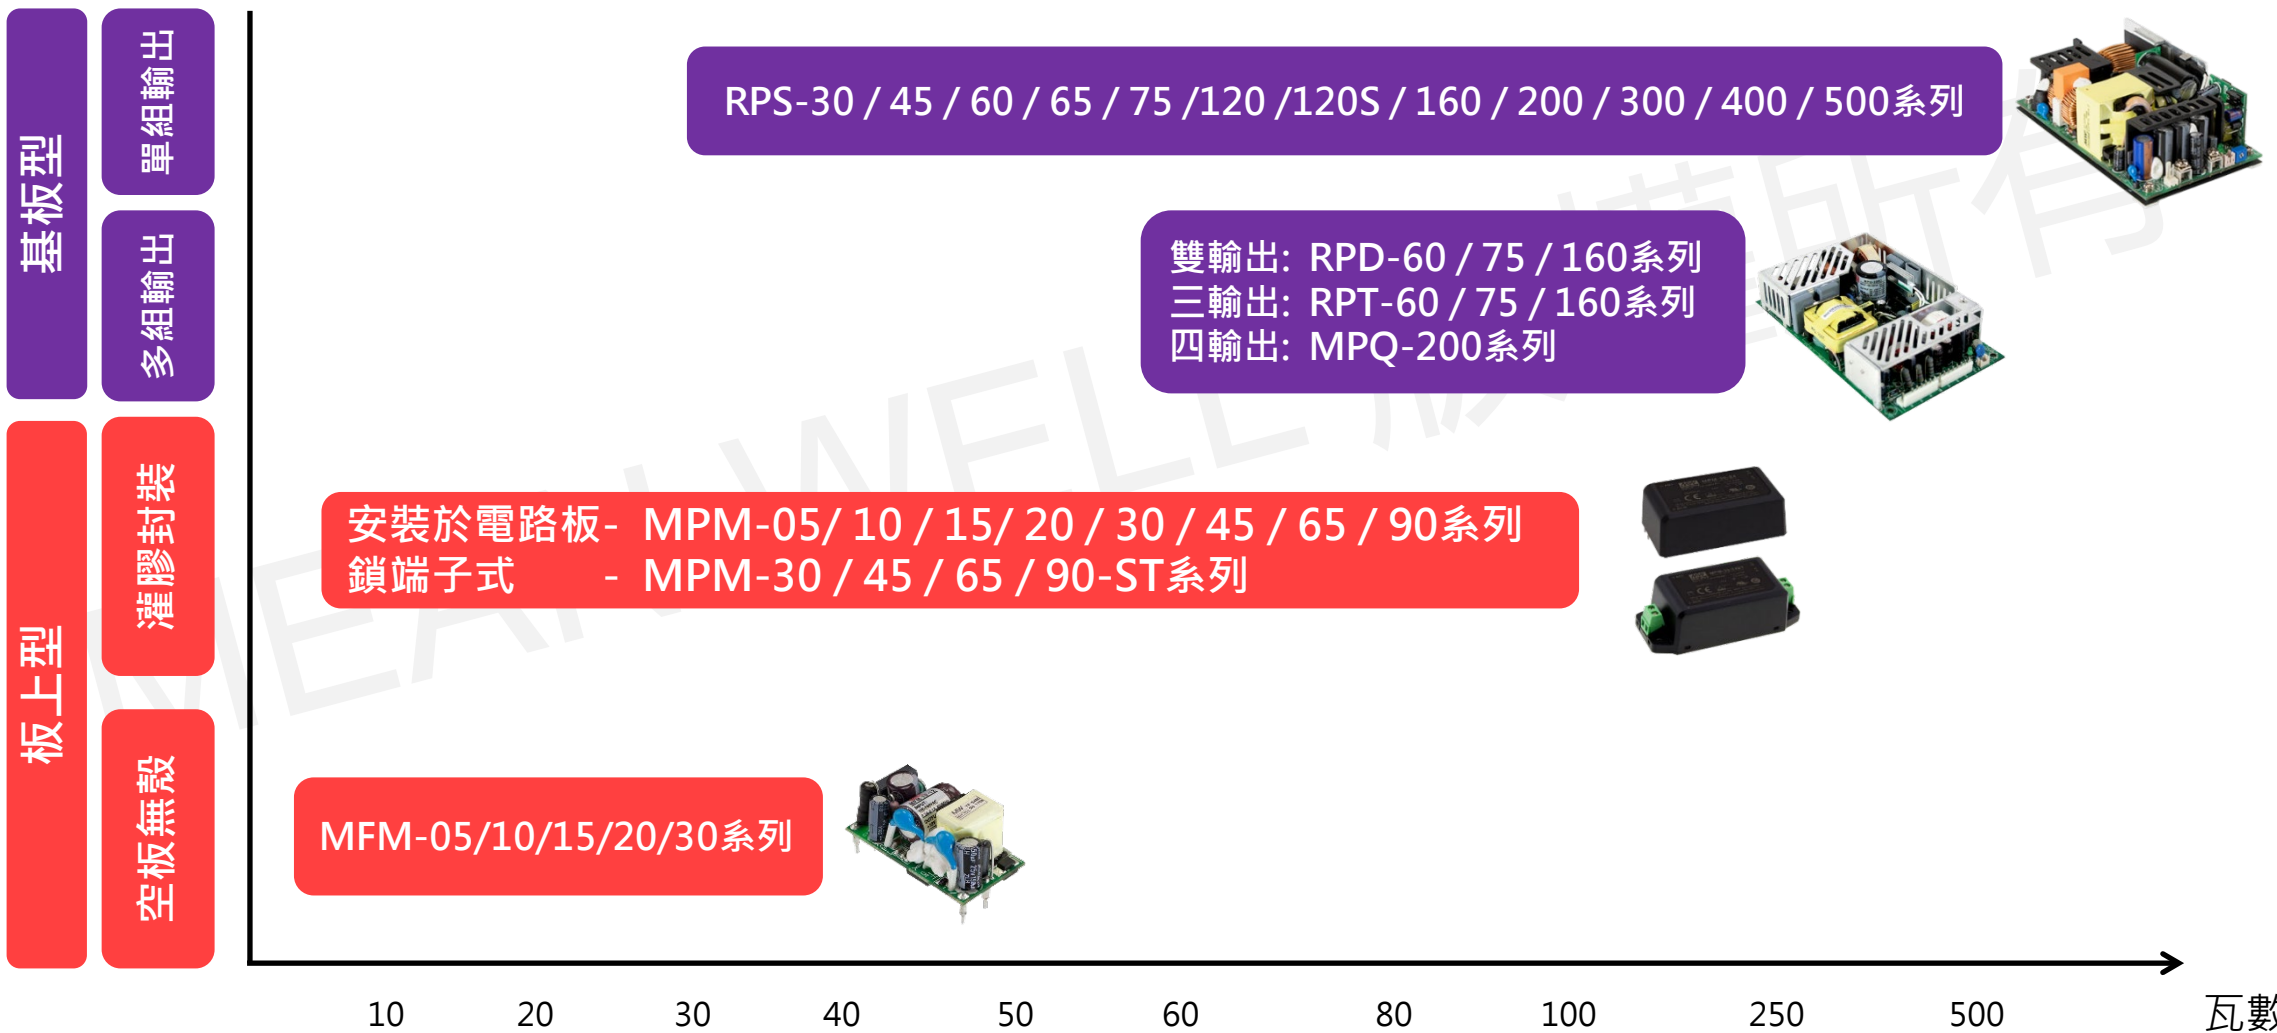 基板型
單組輸出
RPS-30 / 45 / 60 / 65 / 75 /120 /120S / 160 / 200 / 300 / 400 / 500系列
多組輸出
雙輸出: RPD-60 / 75 / 160系列
三輸出: RPT-60 / 75 / 160系列
四輸出: MPQ-200系列
板上型
灌膠封裝
安裝於電路板- MPM-05/ 10 / 15/ 20 / 30 / 45 / 65 / 90系列
鎖端子式 - MPM-30 / 45 / 65 / 90-ST系列
空板無殼
MFM-05/10/15/20/30系列
10 20 30 40 50 60 80 100 250 500 瓦數
MEAN WELL 版權所有